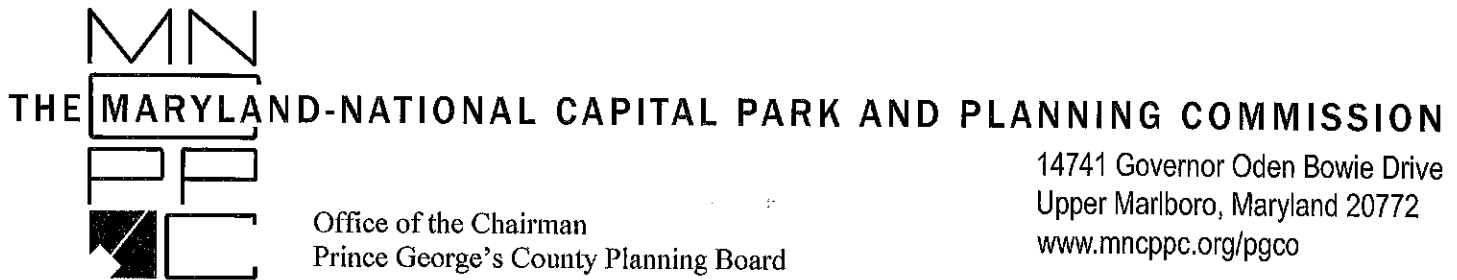 MN
THE MARYLAND-NATIONAL CAPITAL PARK AND PLANNING COMMISSION
PP
C
14741 Governor Oden Bowie Drive
Upper Marlboro, Maryland 20772
www.mncppc.org/pgco
Office of the Chairman
Prince George's County Planning Board